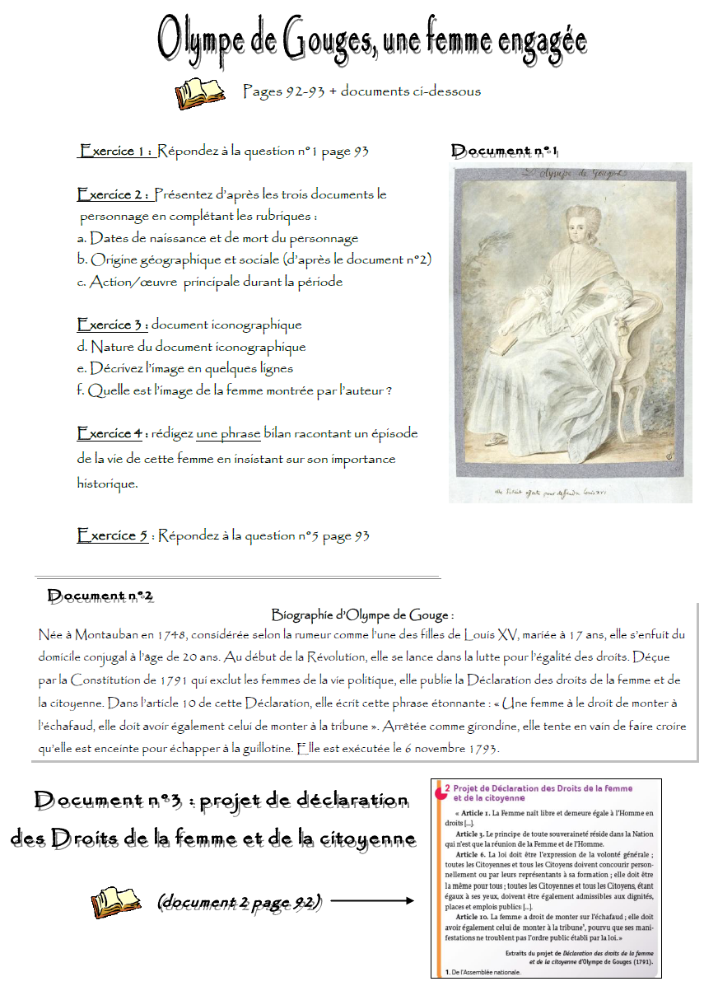 Olympe de Gouges, une femme engagée
Pages 92-93 + documents ci-dessous
Exercice 1 : Répondez à la question n°1 page 93
Exercice 2 : Présentez d'après les trois documents le
personnage en complétant les rubriques :
a. Dates de naissance et de mort du personnage
b. Origine géographique et sociale (d'après le document n°2)
c. Action/œuvre principale durant la période
Exercice 3 : document iconographique
d. Nature du document iconographique
e. Décrivez l'image en quelques lignes
f. Quelle est l'image de la femme montrée par l'auteur ?
Exercice 4 : rédigez une phrase bilan racontant un épisode
de la vie de cette femme en insistant sur son importance
historique.
Exercice 5 : Répondez à la question n°5 page 93
Document n°1
Olympe de Gouges
elle s'était offerte pour défendre Louis XVI
Document n°2
Biographie d'Olympe de Gouge :
Née à Montauban en 1748, considérée selon la rumeur comme l'une des filles de Louis XV, mariée à 17 ans, elle s'enfuit du
domicile conjugal à l'âge de 20 ans. Au début de la Révolution, elle se lance dans la lutte pour l'égalité des droits. Déçue
par la Constitution de 1791 qui exclut les femmes de la vie politique, elle publie la Déclaration des droits de la femme et de
la citoyenne. Dans l'article 10 de cette Déclaration, elle écrit cette phrase étonnante : « Une femme à le droit de monter à
l'échafaud, elle doit avoir également celui de monter à la tribune ». Arrêtée comme girondine, elle tente en vain de faire croire
qu'elle est enceinte pour échapper à la guillotine. Elle est exécutée le 6 novembre 1793.
Document n°3 : projet de déclaration
des Droits de la femme et de la citoyenne
(document 2 page 92)
2 Projet de Déclaration des Droits de la femme
et de la citoyenne
« Article 1. La Femme naît libre et demeure égale à l'Homme en
droits [...].
Article 3. Le principe de toute souveraineté réside dans la Nation
qui n'est que la réunion de la Femme et de l'Homme.
Article 6. La loi doit être l'expression de la volonté générale ;
toutes les Citoyennes et tous les Citoyens doivent concourir person-
nellement ou par leurs représentants à sa formation ; elle doit être
la même pour tous ; toutes les Citoyennes et tous les Citoyens, étant
égaux à ses yeux, doivent être également admissibles aux dignités,
places et emplois publics [...].
Article 10. La femme a droit de monter sur l'échafaud ; elle doit
avoir également celui de monter à la tribune¹, pourvu que ses mani-
festations ne troublent pas l'ordre public établi par la loi. »
Extraits du projet de Déclaration des droits de la femme
et de la citoyenne d'Olympe de Gouges (1791).
1. De l'Assemblée nationale.